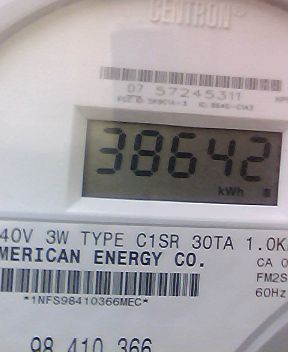 CENTRON®
07 57245311
38642
kWh
40V 3W TYPE C1SR 30TA 1.0K
MERICAN ENERGY CO.
CA 0
FM2S
60Hz
*1NFS98410366MEC*
98 410 366